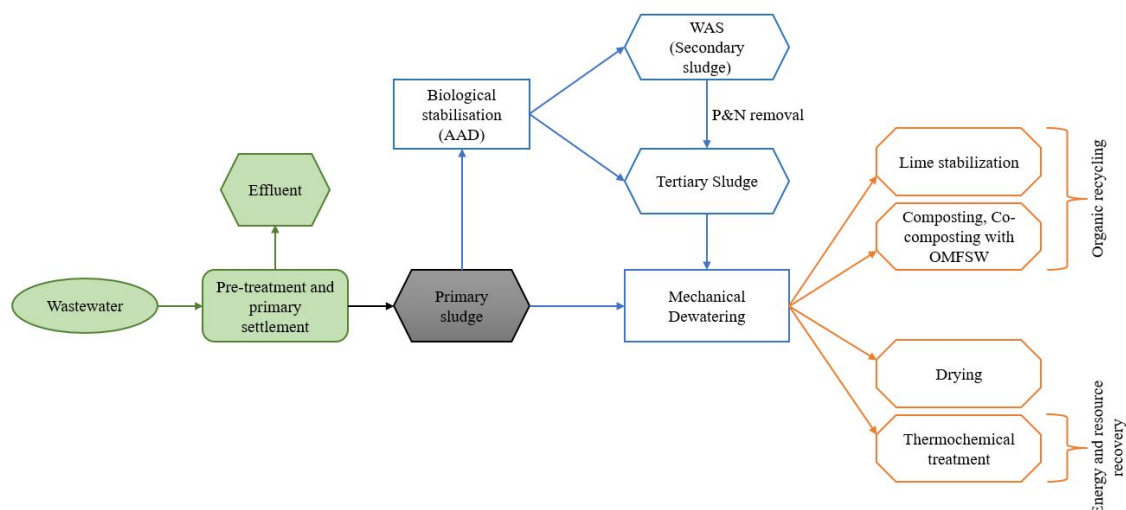 WAS
(Secondary
sludge)
Biological
stabilisation
(AAD)
P&N removal
Effluent
Tertiary Sludge
Lime stabilization
Composting, Co-
composting with
OMFSW
Organic recycling
Wastewater
Pre-treatment and
primary
settlement
Primary
sludge
Mechanical
Dewatering
Drying
Thermochemical
treatment
Energy and resource
recovery